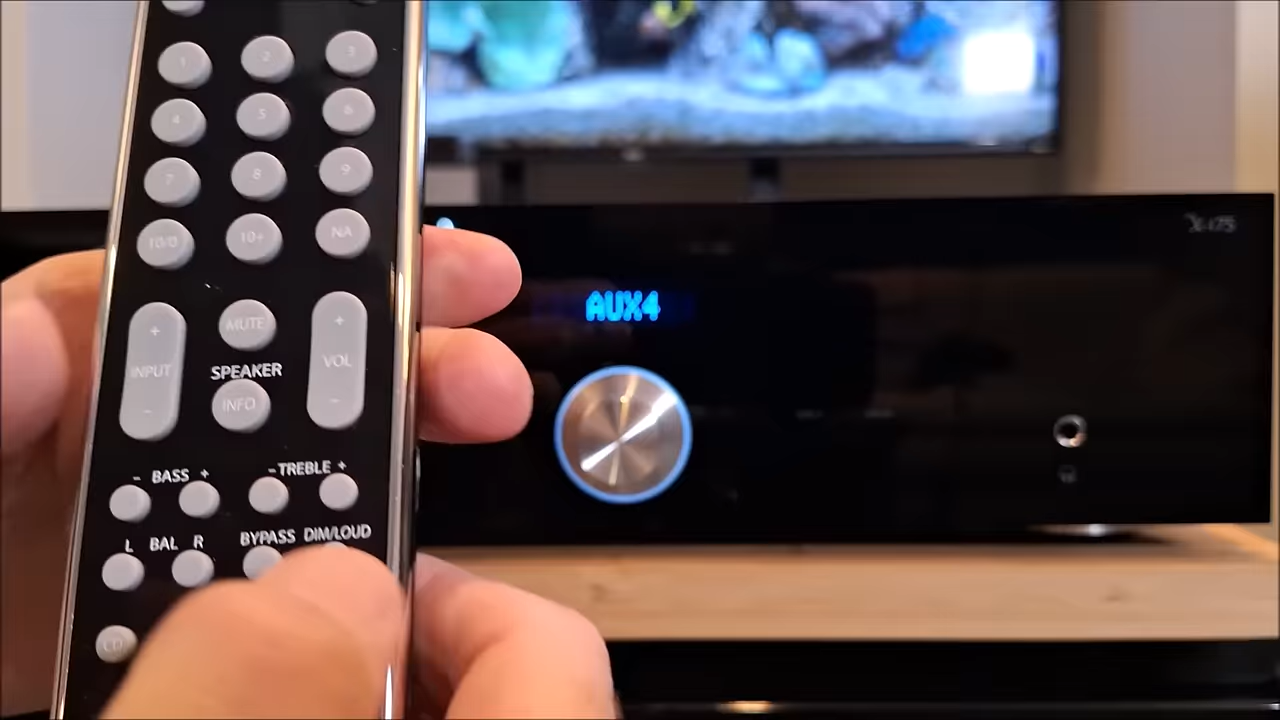 1 2 3
4 5 6
7 8 9
10/0 10+ NA
+ MUTE +
INPUT SPEAKER VOL
- INFO -
- BASS + - TREBLE +
L BAL R BYPASS DIM/LOUD
CD
AUX4